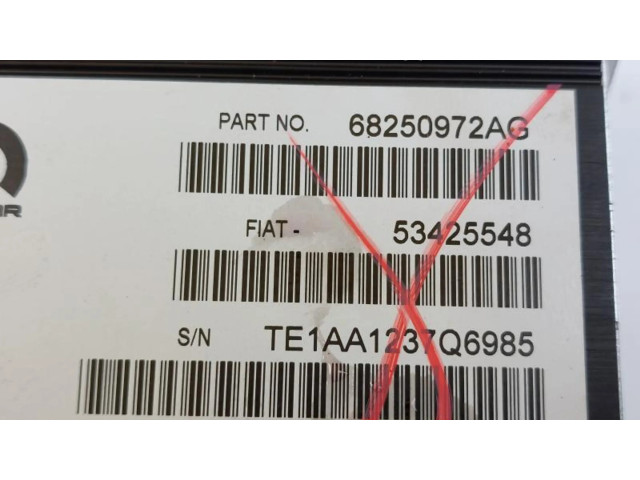 PART NO. 68250972AG
FIAT - 53425548
S/N TE1AA1237Q6985